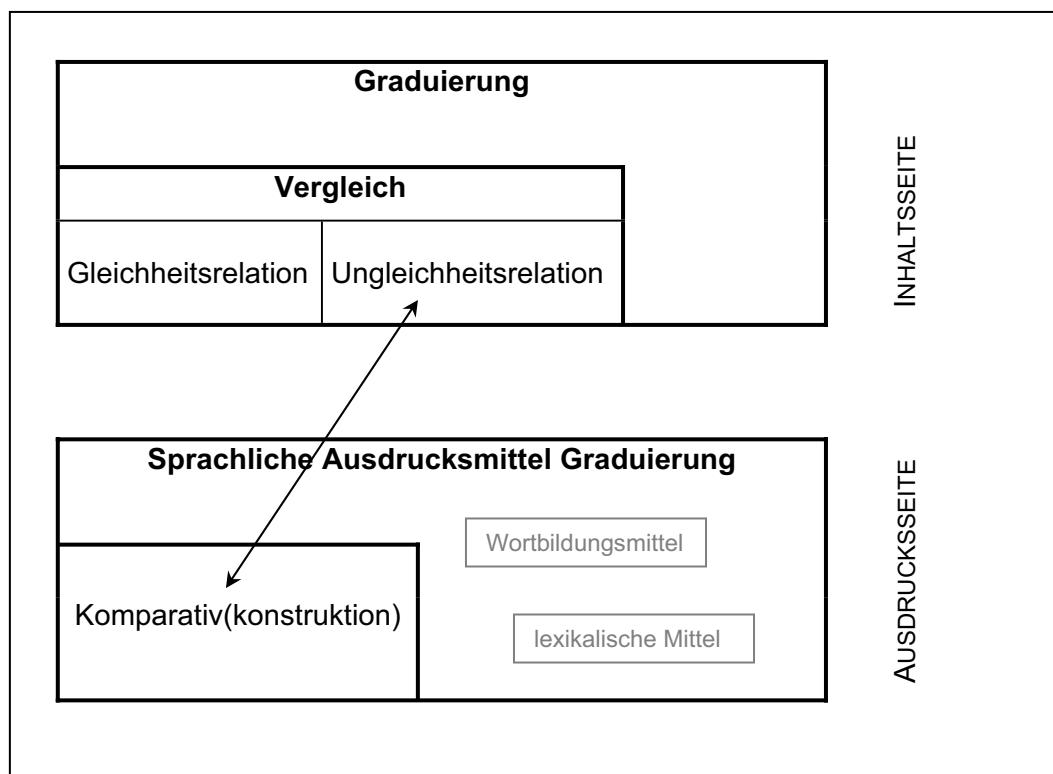 Graduierung
Vergleich
Gleichheitsrelation
Ungleichheitsrelation
INHALTSSEITE
Sprachliche Ausdrucksmittel Graduierung
Wortbildungsmittel
Komparativ(konstruktion)
lexikalische Mittel
AUSDRUCKSSEITE